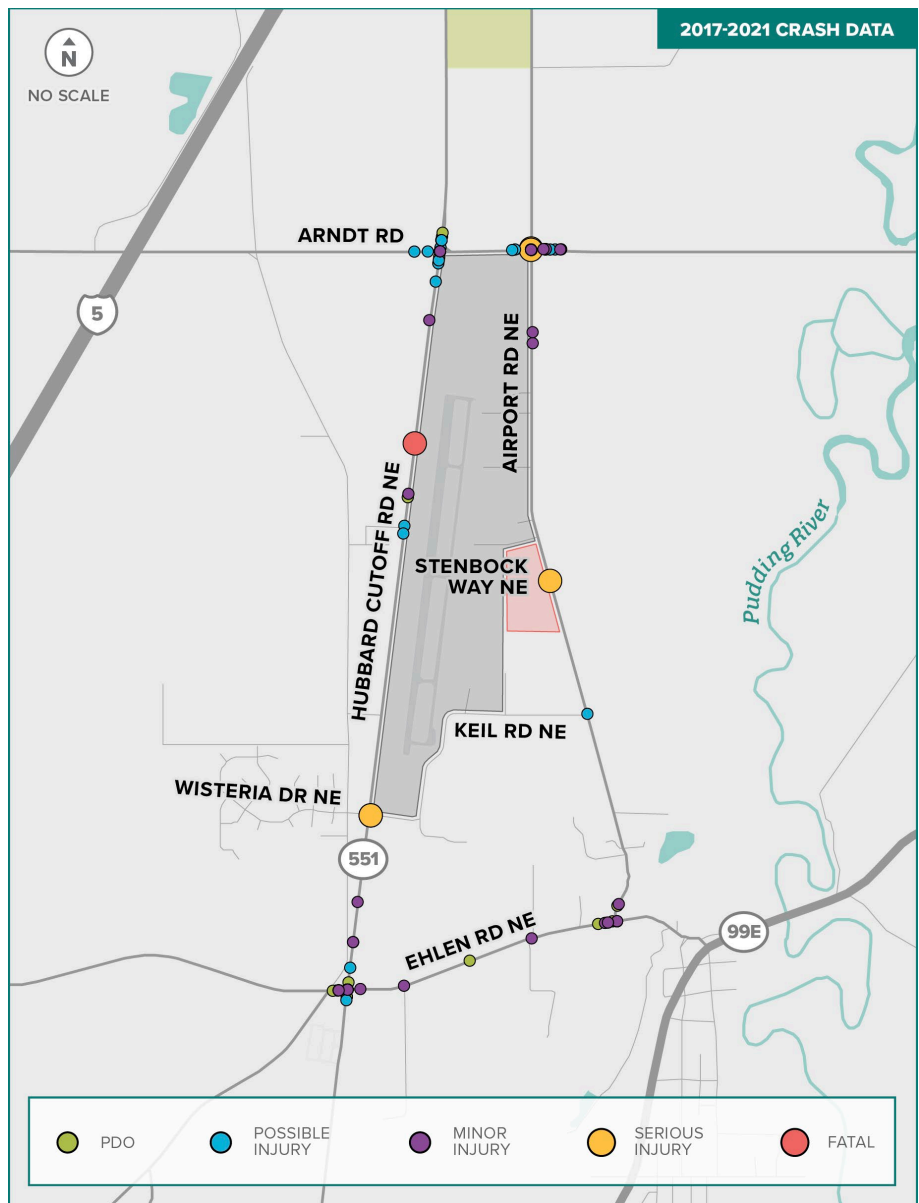 2017-2021 CRASH DATA
N
NO SCALE
ARNDT RD
5
AIRPORT RD NE
HUBBARD CUTOFF RD NE
STENBOCK
WAY NE
Pudding River
KEIL RD NE
WISTERIA DR NE
551
EHLEN RD NE
99E
PDO
POSSIBLE
INJURY
MINOR
INJURY
SERIOUS
INJURY
FATAL